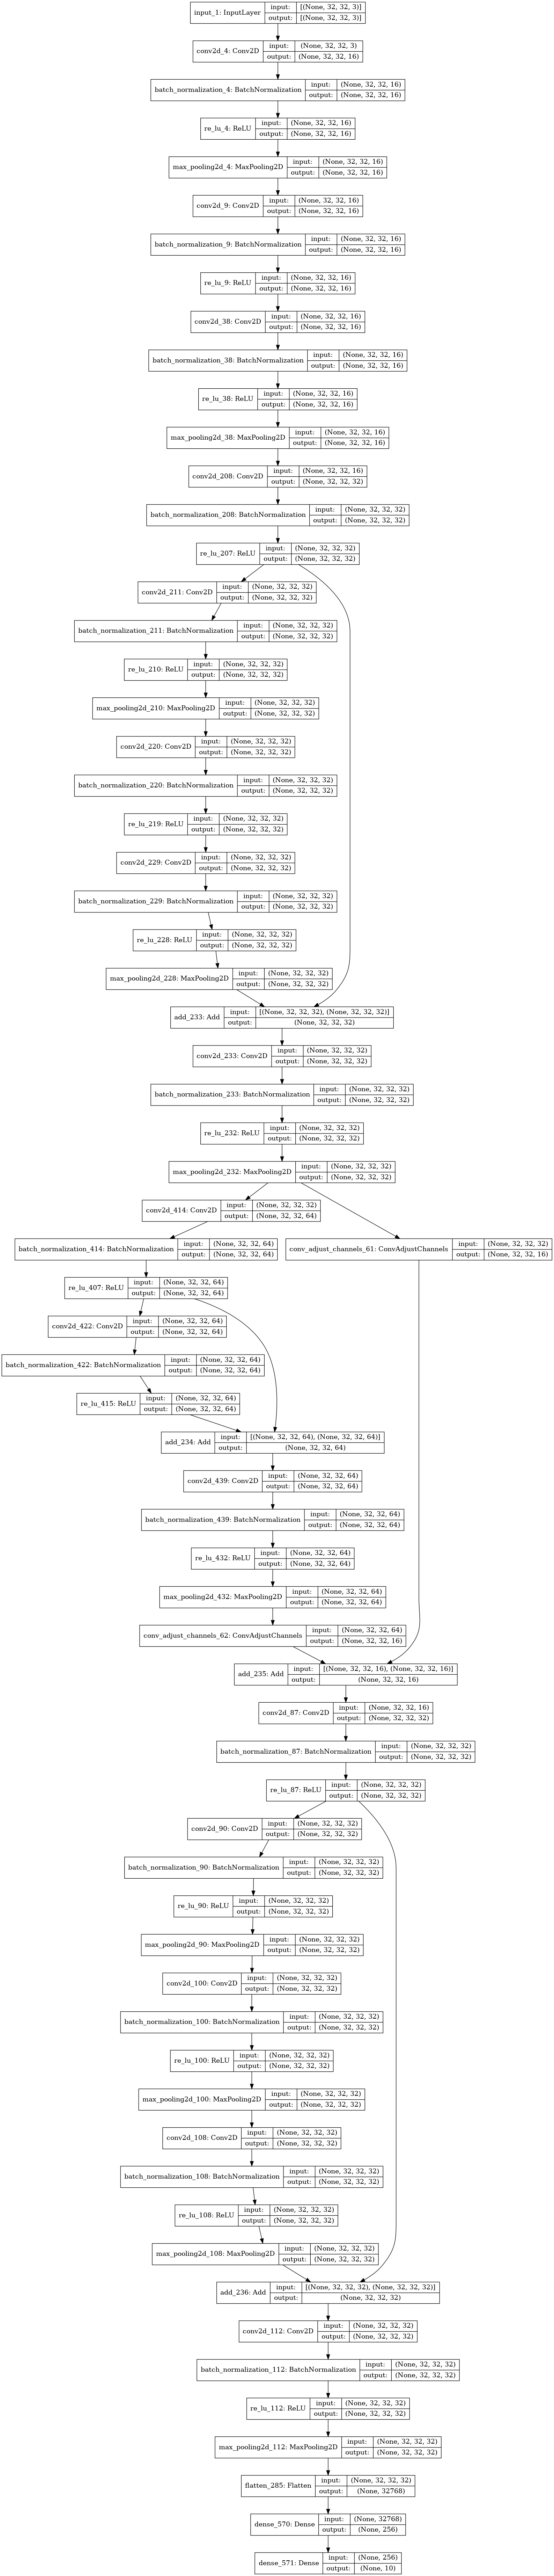 input_1: InputLayer input: [(None, 32, 32, 3)]
output: [(None, 32, 32, 3)]
conv2d_4: Conv2D input: (None, 32, 32, 3)
output: (None, 32, 32, 16)
batch_normalization_4: BatchNormalization input: (None, 32, 32, 16)
output: (None, 32, 32, 16)
re_lu_4: ReLU input: (None, 32, 32, 16)
output: (None, 32, 32, 16)
max_pooling2d_4: MaxPooling2D input: (None, 32, 32, 16)
output: (None, 32, 32, 16)
conv2d_9: Conv2D input: (None, 32, 32, 16)
output: (None, 32, 32, 16)
batch_normalization_9: BatchNormalization input: (None, 32, 32, 16)
output: (None, 32, 32, 16)
re_lu_9: ReLU input: (None, 32, 32, 16)
output: (None, 32, 32, 16)
conv2d_38: Conv2D input: (None, 32, 32, 16)
output: (None, 32, 32, 16)
batch_normalization_38: BatchNormalization input: (None, 32, 32, 16)
output: (None, 32, 32, 16)
re_lu_38: ReLU input: (None, 32, 32, 16)
output: (None, 32, 32, 16)
max_pooling2d_38: MaxPooling2D input: (None, 32, 32, 16)
output: (None, 32, 32, 16)
conv2d_208: Conv2D input: (None, 32, 32, 16)
output: (None, 32, 32, 32)
batch_normalization_208: BatchNormalization input: (None, 32, 32, 32)
output: (None, 32, 32, 32)
re_lu_207: ReLU input: (None, 32, 32, 32)
output: (None, 32, 32, 32)
conv2d_211: Conv2D input: (None, 32, 32, 32)
output: (None, 32, 32, 32)
batch_normalization_211: BatchNormalization input: (None, 32, 32, 32)
output: (None, 32, 32, 32)
re_lu_210: ReLU input: (None, 32, 32, 32)
output: (None, 32, 32, 32)
max_pooling2d_210: MaxPooling2D input: (None, 32, 32, 32)
output: (None, 32, 32, 32)
conv2d_220: Conv2D input: (None, 32, 32, 32)
output: (None, 32, 32, 32)
batch_normalization_220: BatchNormalization input: (None, 32, 32, 32)
output: (None, 32, 32, 32)
re_lu_219: ReLU input: (None, 32, 32, 32)
output: (None, 32, 32, 32)
conv2d_229: Conv2D input: (None, 32, 32, 32)
output: (None, 32, 32, 32)
batch_normalization_229: BatchNormalization input: (None, 32, 32, 32)
output: (None, 32, 32, 32)
re_lu_228: ReLU input: (None, 32, 32, 32)
output: (None, 32, 32, 32)
max_pooling2d_228: MaxPooling2D input: (None, 32, 32, 32)
output: (None, 32, 32, 32)
add_233: Add input: [(None, 32, 32, 32), (None, 32, 32, 32)]
output: (None, 32, 32, 32)
conv2d_233: Conv2D input: (None, 32, 32, 32)
output: (None, 32, 32, 32)
batch_normalization_233: BatchNormalization input: (None, 32, 32, 32)
output: (None, 32, 32, 32)
re_lu_232: ReLU input: (None, 32, 32, 32)
output: (None, 32, 32, 32)
max_pooling2d_232: MaxPooling2D input: (None, 32, 32, 32)
output: (None, 32, 32, 32)
conv2d_414: Conv2D input: (None, 32, 32, 32)
output: (None, 32, 32, 64)
batch_normalization_414: BatchNormalization input: (None, 32, 32, 64)
output: (None, 32, 32, 64)
conv_adjust_channels_61: ConvAdjustChannels input: (None, 32, 32, 32)
output: (None, 32, 32, 16)
re_lu_407: ReLU input: (None, 32, 32, 64)
output: (None, 32, 32, 64)
conv2d_422: Conv2D input: (None, 32, 32, 64)
output: (None, 32, 32, 64)
batch_normalization_422: BatchNormalization input: (None, 32, 32, 64)
output: (None, 32, 32, 64)
re_lu_415: ReLU input: (None, 32, 32, 64)
output: (None, 32, 32, 64)
add_234: Add input: [(None, 32, 32, 64), (None, 32, 32, 64)]
output: (None, 32, 32, 64)
conv2d_439: Conv2D input: (None, 32, 32, 64)
output: (None, 32, 32, 64)
batch_normalization_439: BatchNormalization input: (None, 32, 32, 64)
output: (None, 32, 32, 64)
re_lu_432: ReLU input: (None, 32, 32, 64)
output: (None, 32, 32, 64)
max_pooling2d_432: MaxPooling2D input: (None, 32, 32, 64)
output: (None, 32, 32, 64)
conv_adjust_channels_62: ConvAdjustChannels input: (None, 32, 32, 64)
output: (None, 32, 32, 16)
add_235: Add input: [(None, 32, 32, 16), (None, 32, 32, 16)]
output: (None, 32, 32, 16)
conv2d_87: Conv2D input: (None, 32, 32, 16)
output: (None, 32, 32, 32)
batch_normalization_87: BatchNormalization input: (None, 32, 32, 32)
output: (None, 32, 32, 32)
re_lu_87: ReLU input: (None, 32, 32, 32)
output: (None, 32, 32, 32)
conv2d_90: Conv2D input: (None, 32, 32, 32)
output: (None, 32, 32, 32)
batch_normalization_90: BatchNormalization input: (None, 32, 32, 32)
output: (None, 32, 32, 32)
re_lu_90: ReLU input: (None, 32, 32, 32)
output: (None, 32, 32, 32)
max_pooling2d_90: MaxPooling2D input: (None, 32, 32, 32)
output: (None, 32, 32, 32)
conv2d_100: Conv2D input: (None, 32, 32, 32)
output: (None, 32, 32, 32)
batch_normalization_100: BatchNormalization input: (None, 32, 32, 32)
output: (None, 32, 32, 32)
re_lu_100: ReLU input: (None, 32, 32, 32)
output: (None, 32, 32, 32)
max_pooling2d_100: MaxPooling2D input: (None, 32, 32, 32)
output: (None, 32, 32, 32)
conv2d_108: Conv2D input: (None, 32, 32, 32)
output: (None, 32, 32, 32)
batch_normalization_108: BatchNormalization input: (None, 32, 32, 32)
output: (None, 32, 32, 32)
re_lu_108: ReLU input: (None, 32, 32, 32)
output: (None, 32, 32, 32)
max_pooling2d_108: MaxPooling2D input: (None, 32, 32, 32)
output: (None, 32, 32, 32)
add_236: Add input: [(None, 32, 32, 32), (None, 32, 32, 32)]
output: (None, 32, 32, 32)
conv2d_112: Conv2D input: (None, 32, 32, 32)
output: (None, 32, 32, 32)
batch_normalization_112: BatchNormalization input: (None, 32, 32, 32)
output: (None, 32, 32, 32)
re_lu_112: ReLU input: (None, 32, 32, 32)
output: (None, 32, 32, 32)
max_pooling2d_112: MaxPooling2D input: (None, 32, 32, 32)
output: (None, 32, 32, 32)
flatten_285: Flatten input: (None, 32, 32, 32)
output: (None, 32768)
dense_570: Dense input: (None, 32768)
output: (None, 256)
dense_571: Dense input: (None, 256)
output: (None, 10)